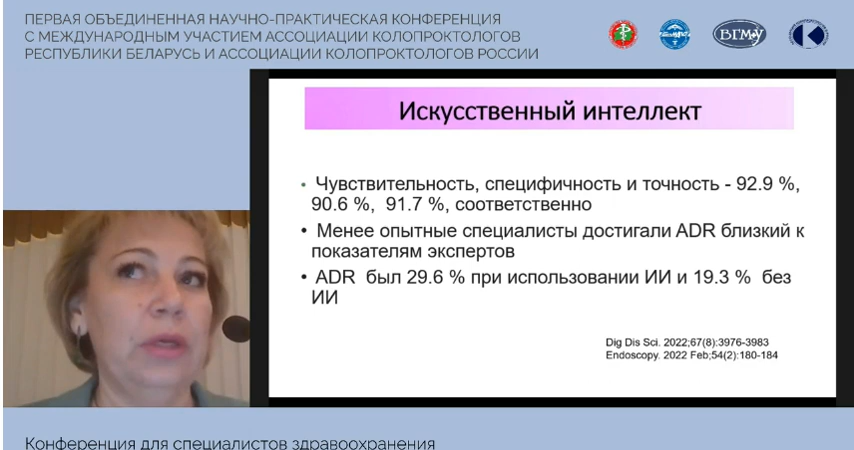 ПЕРВАЯ ОБЪЕДИНЕННАЯ НАУЧНО-ПРАКТИЧЕСКАЯ КОНФЕРЕНЦИЯ
С МЕЖДУНАРОДНЫМ УЧАСТИЕМ АССОЦИАЦИИ КОЛОПРОКТОЛОГОВ
РЕСПУБЛИКИ БЕЛАРУСЬ И АССОЦИАЦИИ КОЛОПРОКТОЛОГОВ РОССИИ
ВГМУ
Искусственный интеллект
• Чувствительность, специфичность и точность - 92.9 %,
90.6 %, 91.7 %, соответственно
• Менее опытные специалисты достигали ADR близкий к
показателям экспертов
• ADR был 29.6 % при использовании ИИ и 19.3 % без
ИИ
Dig Dis Sci. 2022;67(8):3976-3983
Endoscopy. 2022 Feb;54(2):180-184
Конференция для специалистов здравоохранения